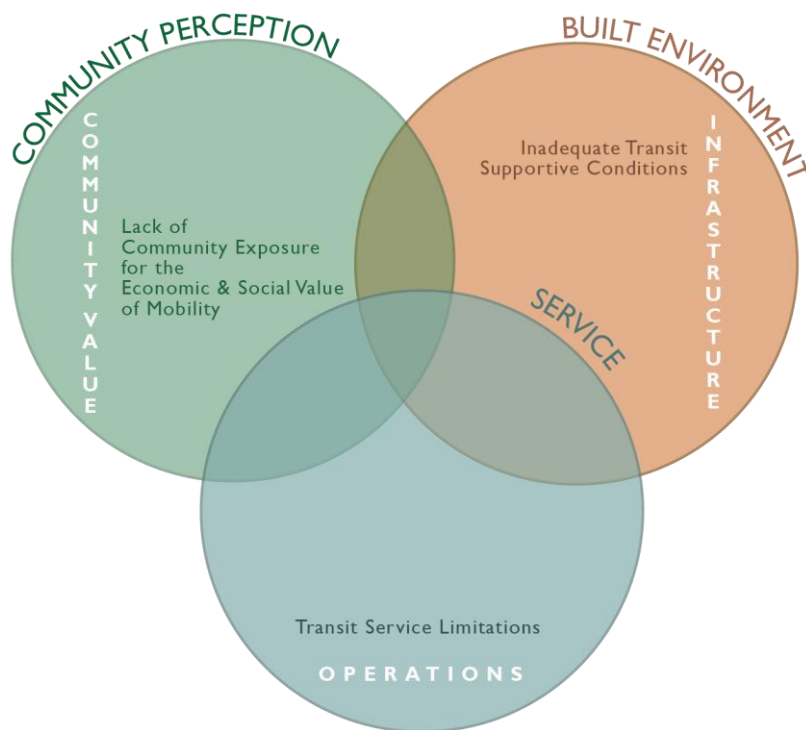 COMMUNITY PERCEPTION
COMMUNITY VALUE
Lack of
Community Exposure
for the
Economic & Social Value
of Mobility
BUILT ENVIRONMENT
Inadequate Transit
Supportive Conditions
INFRASTRUCTURE
SERVICE
Transit Service Limitations
OPERATIONS